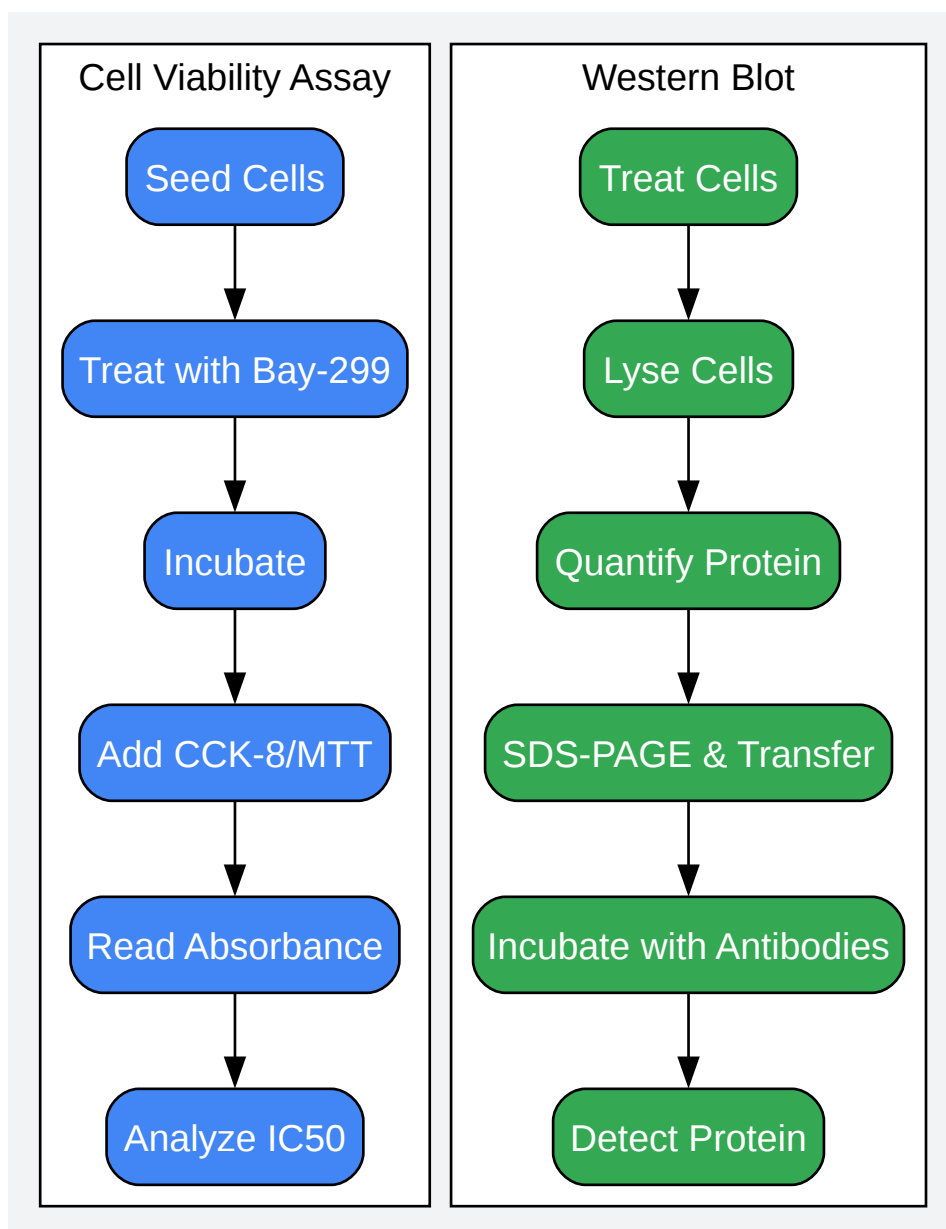 Cell Viability Assay
Seed Cells
Treat with Bay-299
Incubate
Add CCK-8/MTT
Read Absorbance
Analyze IC50
Western Blot
Treat Cells
Lyse Cells
Quantify Protein
SDS-PAGE & Transfer
Incubate with Antibodies
Detect Protein